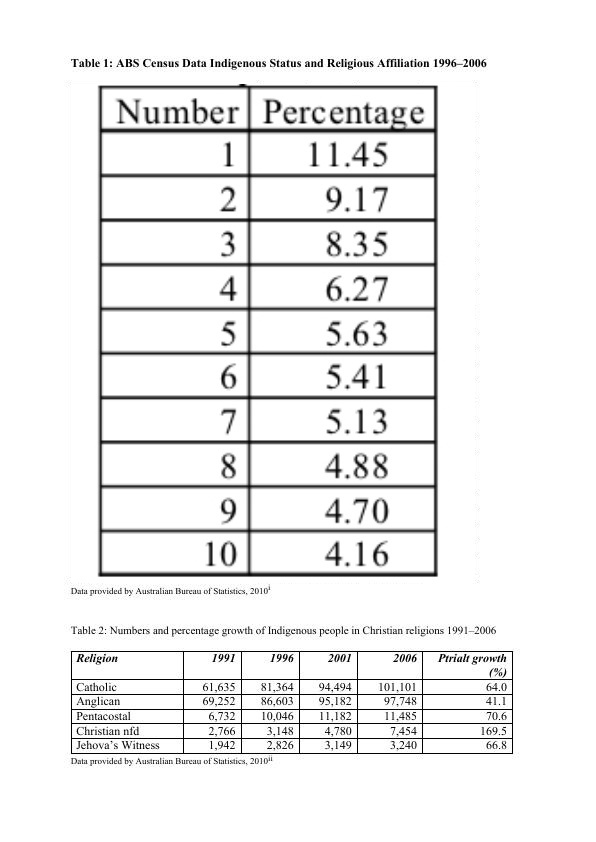 Table 1: ABS Census Data Indigenous Status and Religious Affiliation 1996–2006
Number Percentage
1 11.45
2 9.17
3 8.35
4 6.27
5 5.63
6 5.41
7 5.13
8 4.88
9 4.70
10 4.16
Data provided by Australian Bureau of Statistics, 2010i
Table 2: Numbers and percentage growth of Indigenous people in Christian religions 1991–2006
Religion 1991 1996 2001 2006 Ptrialt growth
(%)
Catholic 61,635 81,364 94,494 101,101 64.0
Anglican 69,252 86,603 95,182 97,748 41.1
Pentacostal 6,732 10,046 11,182 11,485 70.6
Christian nfd 2,766 3,148 4,780 7,454 169.5
Jehova's Witness 1,942 2,826 3,149 3,240 66.8
Data provided by Australian Bureau of Statistics, 2010ii